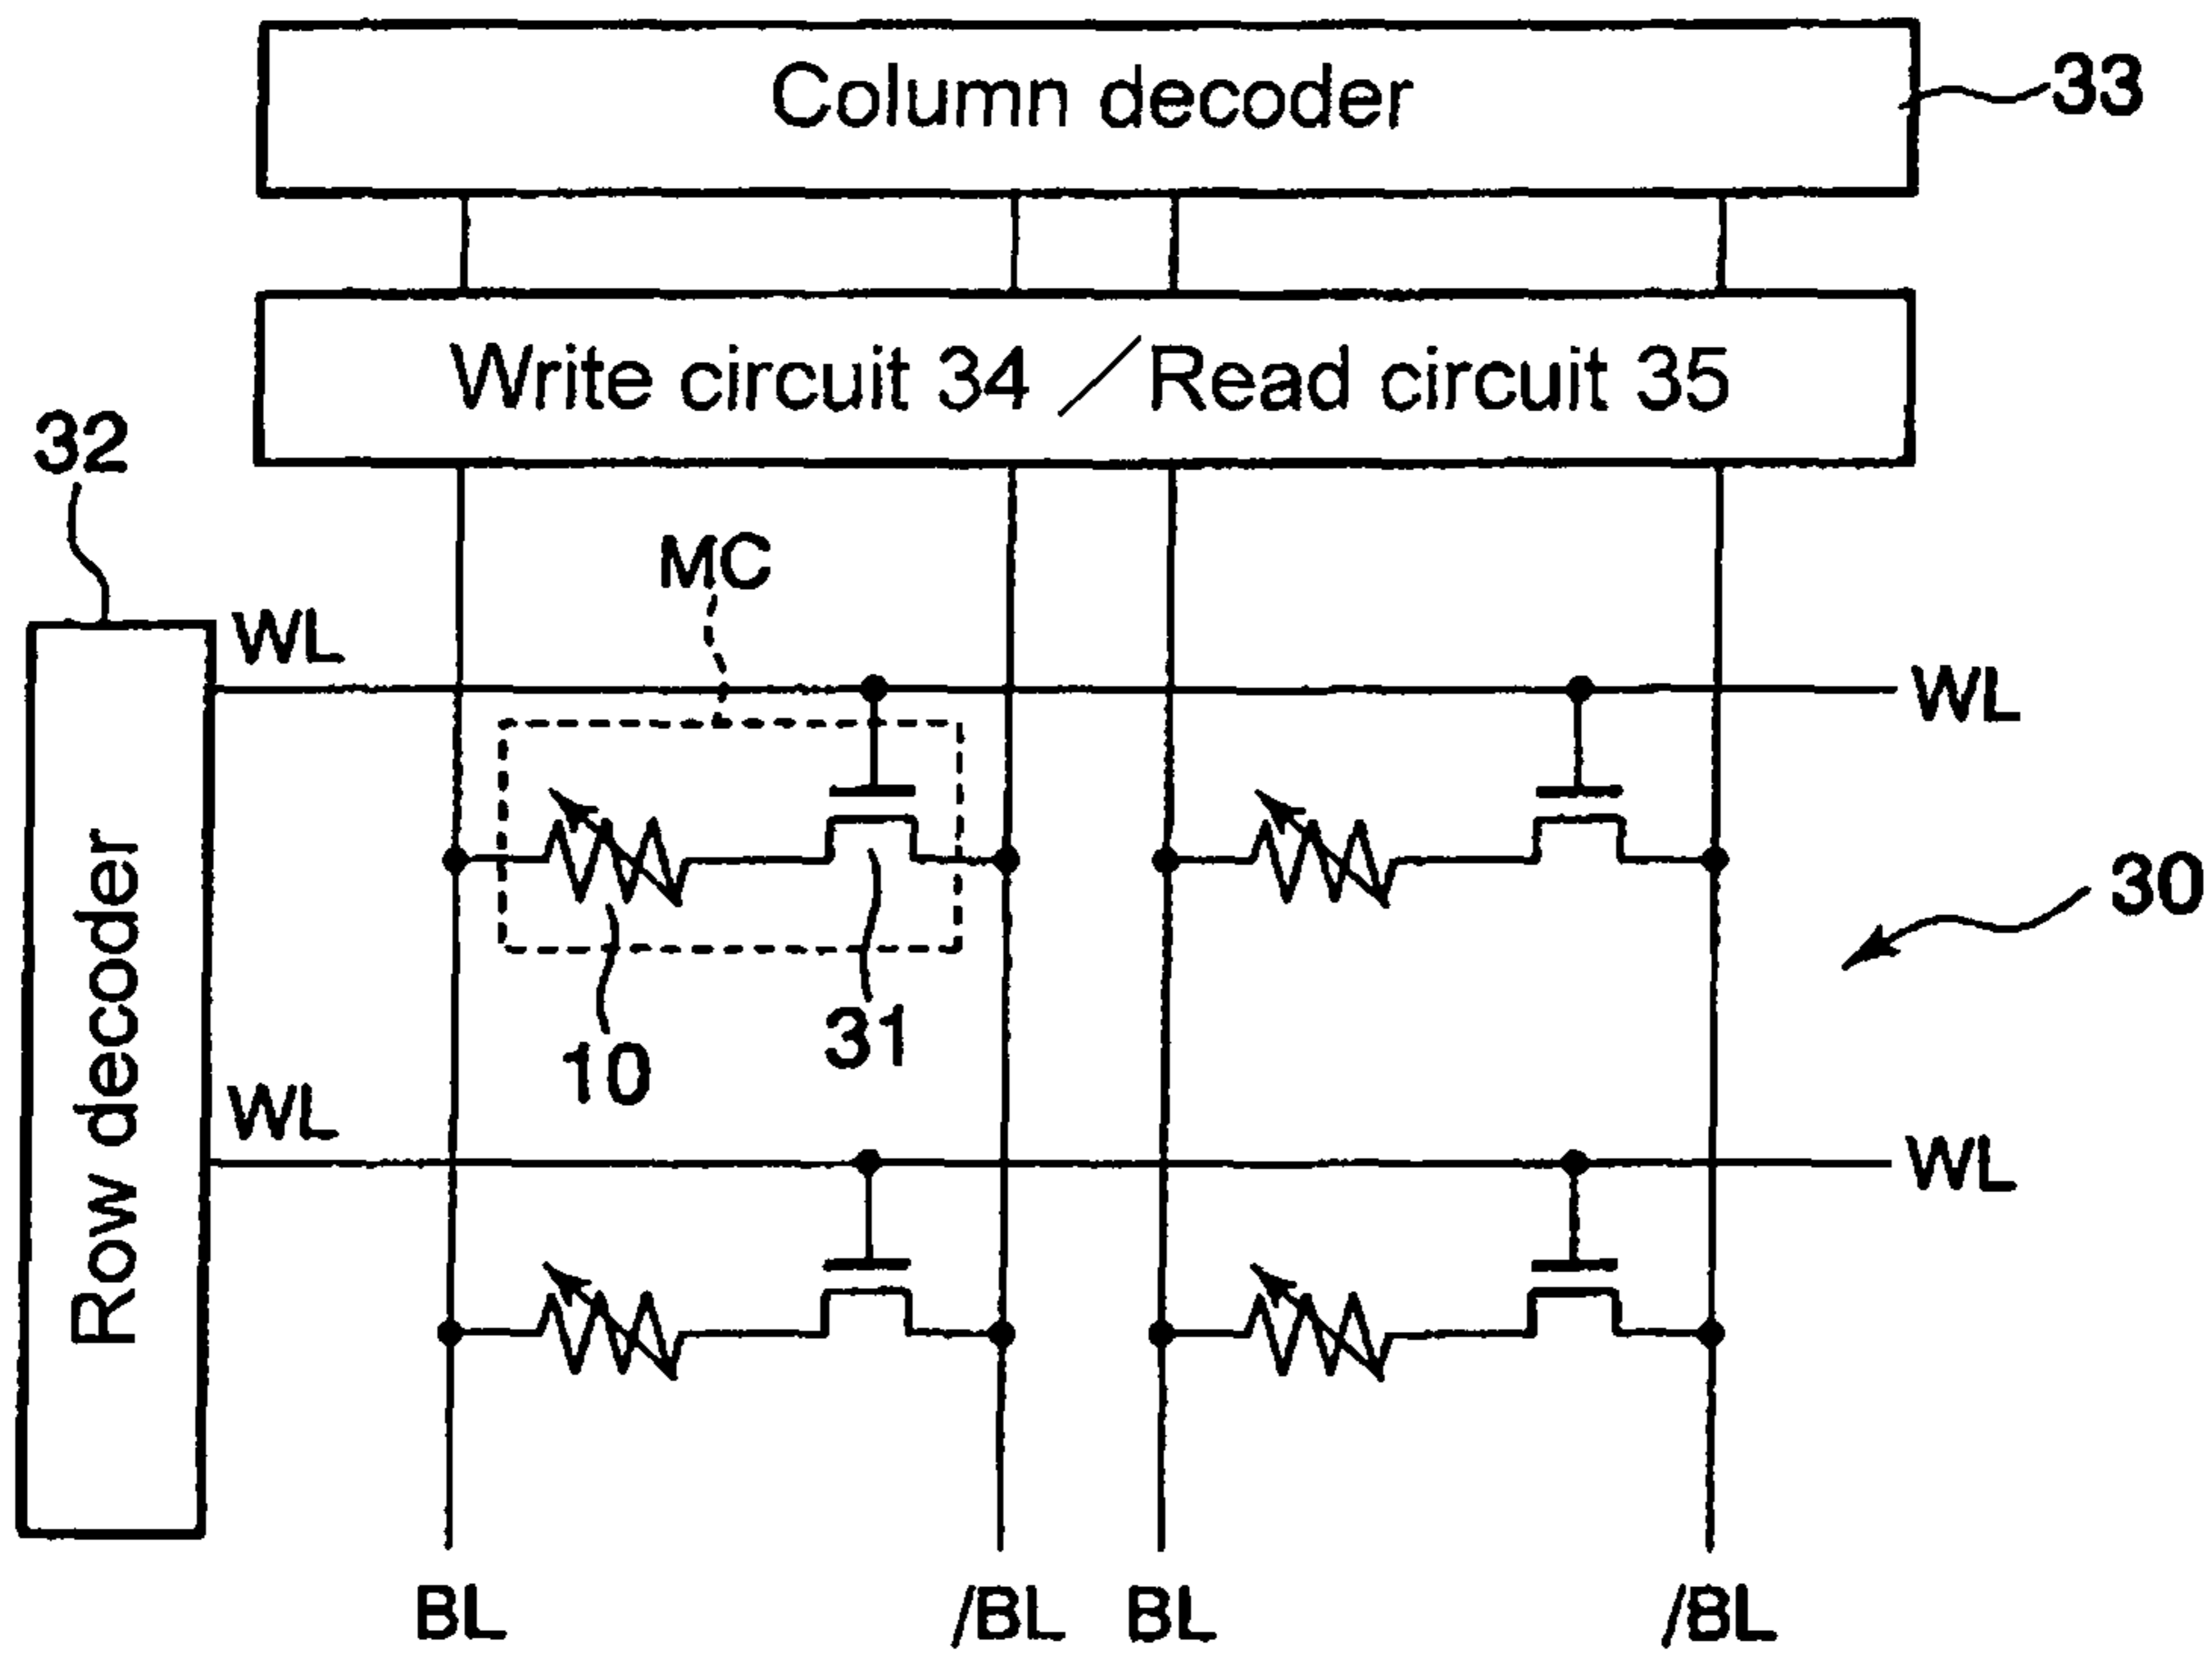 Column decoder
33
Write circuit 34 / Read circuit 35
32
MC
WL
WL
30
10
31
WL
WL
Row decoder
BL
/BL
BL
/BL